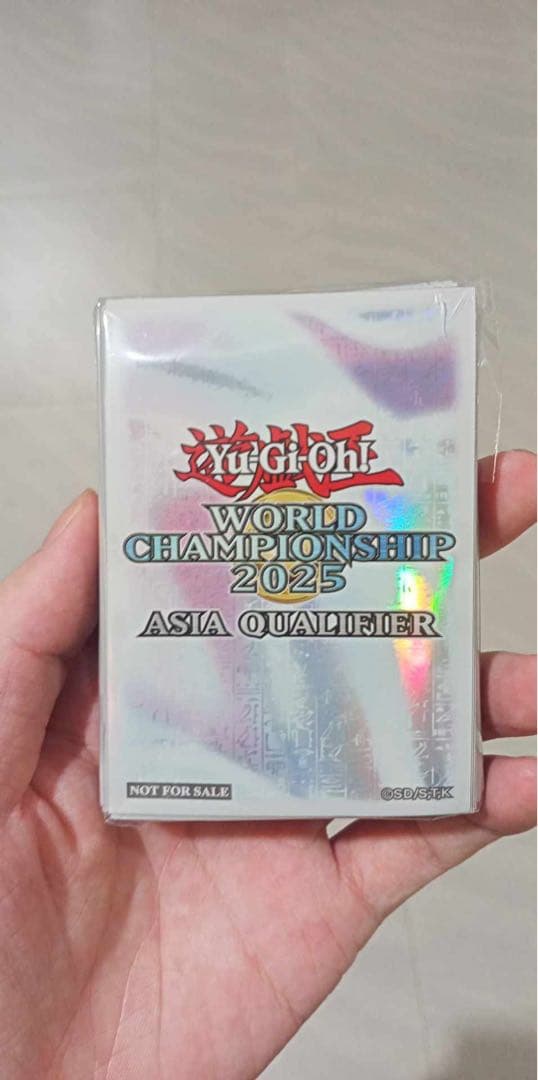 遊戯王
Yu-Gi-Oh!
WORLD
CHAMPIONSHIP
2025
ASIA QUALIFIER
NOT FOR SALE
©SD/S,T,K